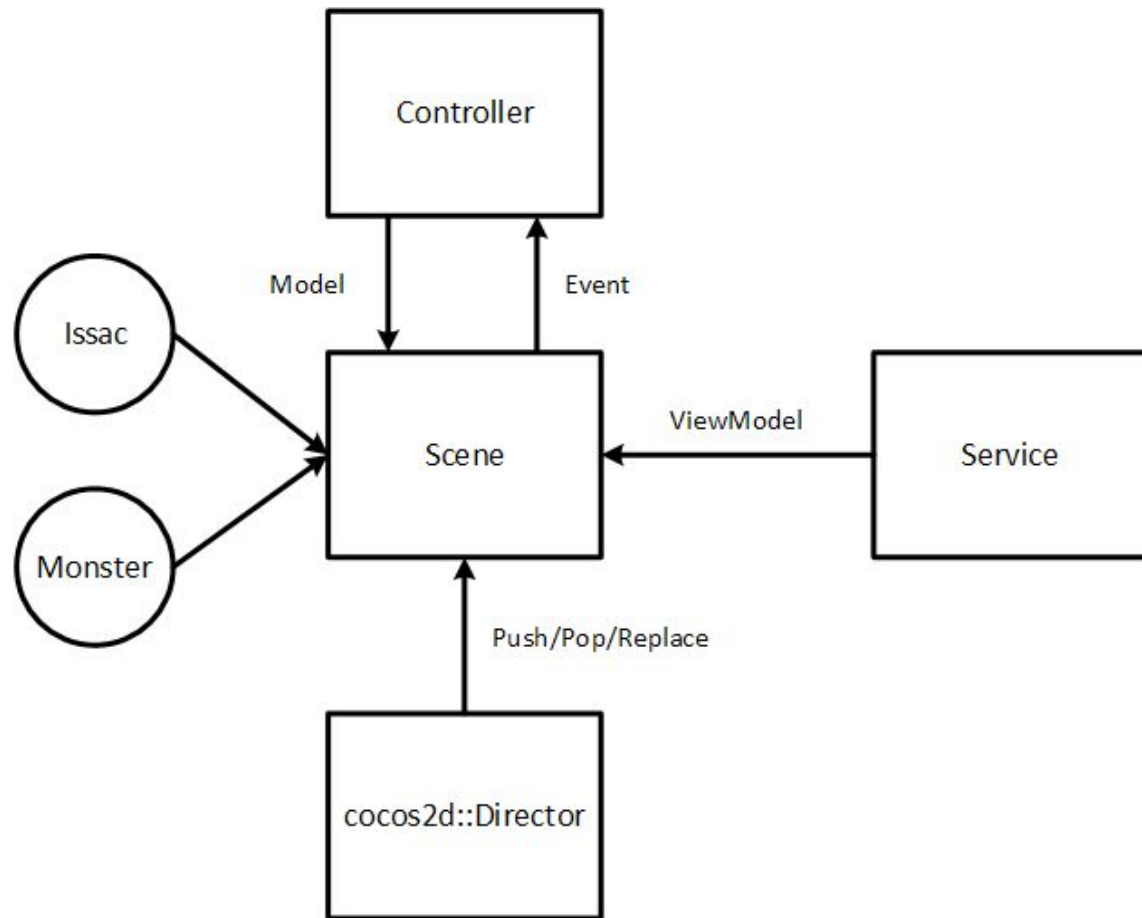 Controller
Model
Event
Issac
ViewModel
Scene
Service
Monster
Push/Pop/Replace
cocos2d::Director